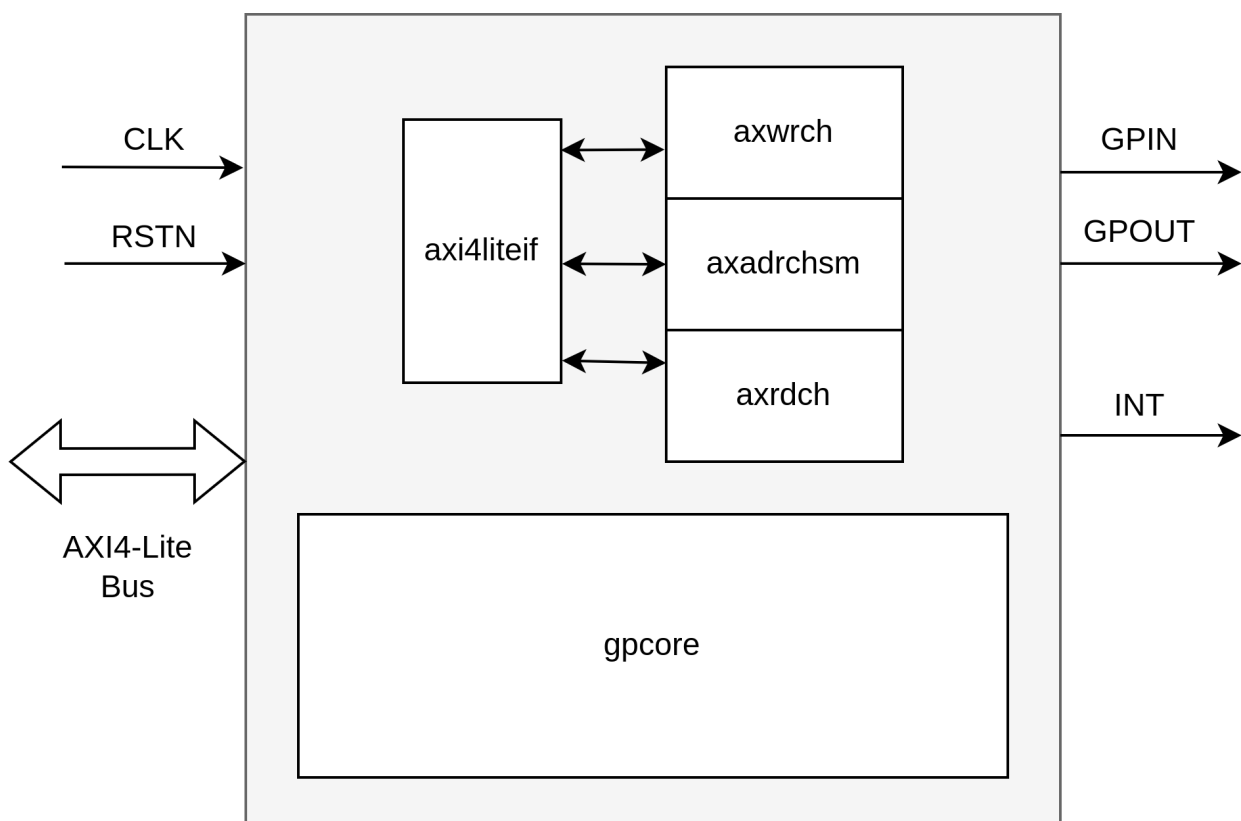 CLK
RSTN
AXI4-Lite
Bus
axi4liteif
axwrch
axadrchsm
axrdch
gpcore
GPIN
GPOUT
INT